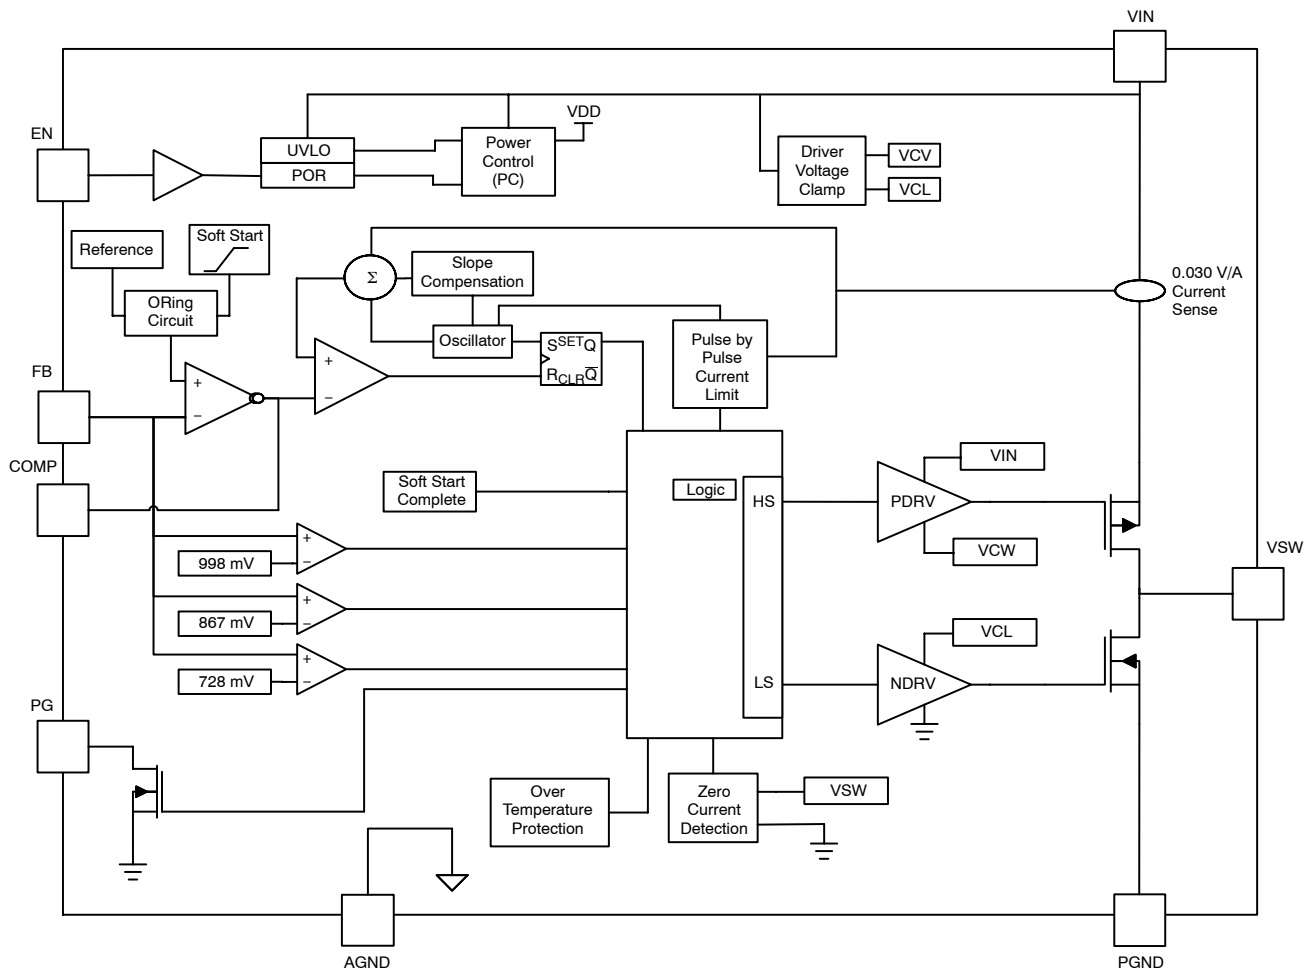 VIN
EN
UVLO
POR
Power
Control
(PC)
VDD
Driver
Voltage
Clamp
VCV
VCL
Reference
Soft Start
ORing
Circuit
Σ
Slope
Compensation
Oscillator
S SET Q
R CLR Q̅
Pulse by
Pulse
Current
Limit
0.030 V/A
Current
Sense
FB
+
−
+
−
COMP
Soft Start
Complete
Logic
HS
LS
PDRV
VIN
VCW
VSW
998 mV
+
−
867 mV
+
−
728 mV
+
−
NDRV
VCL
PG
Over
Temperature
Protection
Zero
Current
Detection
VSW
AGND
PGND